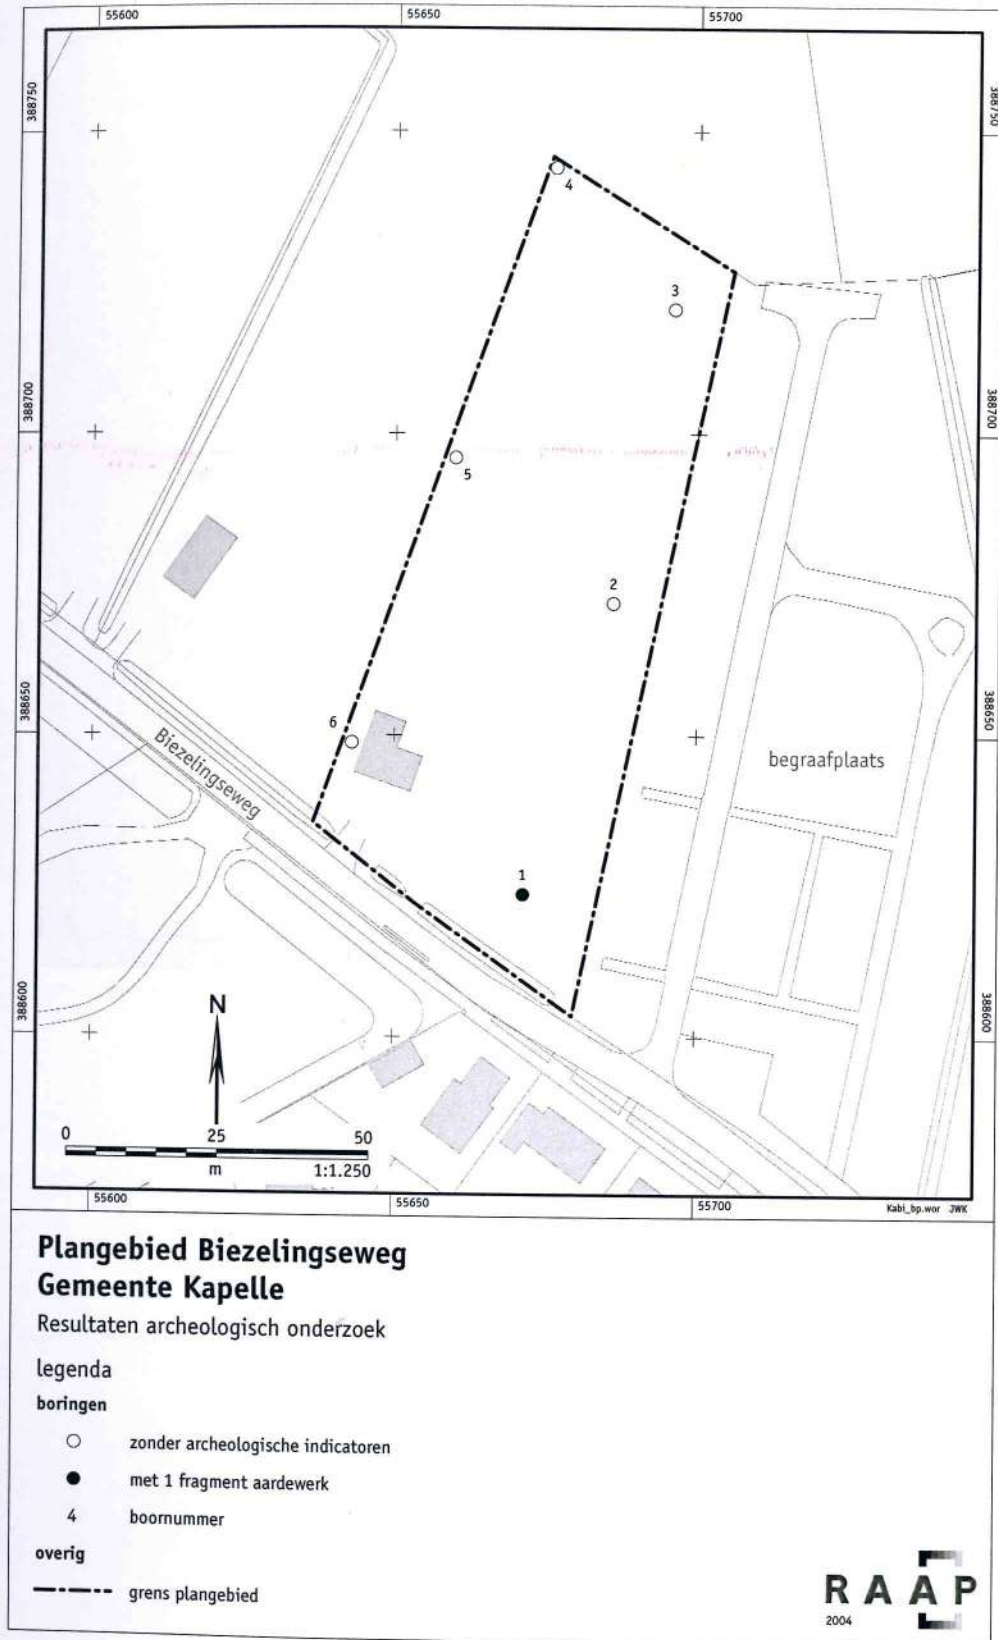 55600
55650
55700
388750
388750
4
3
388700
388700
5
2
388650
388650
6
Biezelingseweg
begraafplaats
1
388600
388600
N
0
25
50
m
1:1.250
55600
55650
55700
Kabi_bp.wor JWK
Plangebied Biezelingseweg
Gemeente Kapelle
Resultaten archeologisch onderzoek
legenda
boringen
zonder archeologische indicatoren
met 1 fragment aardewerk
4 boornummer
overig
grens plangebied
RAAP
2004